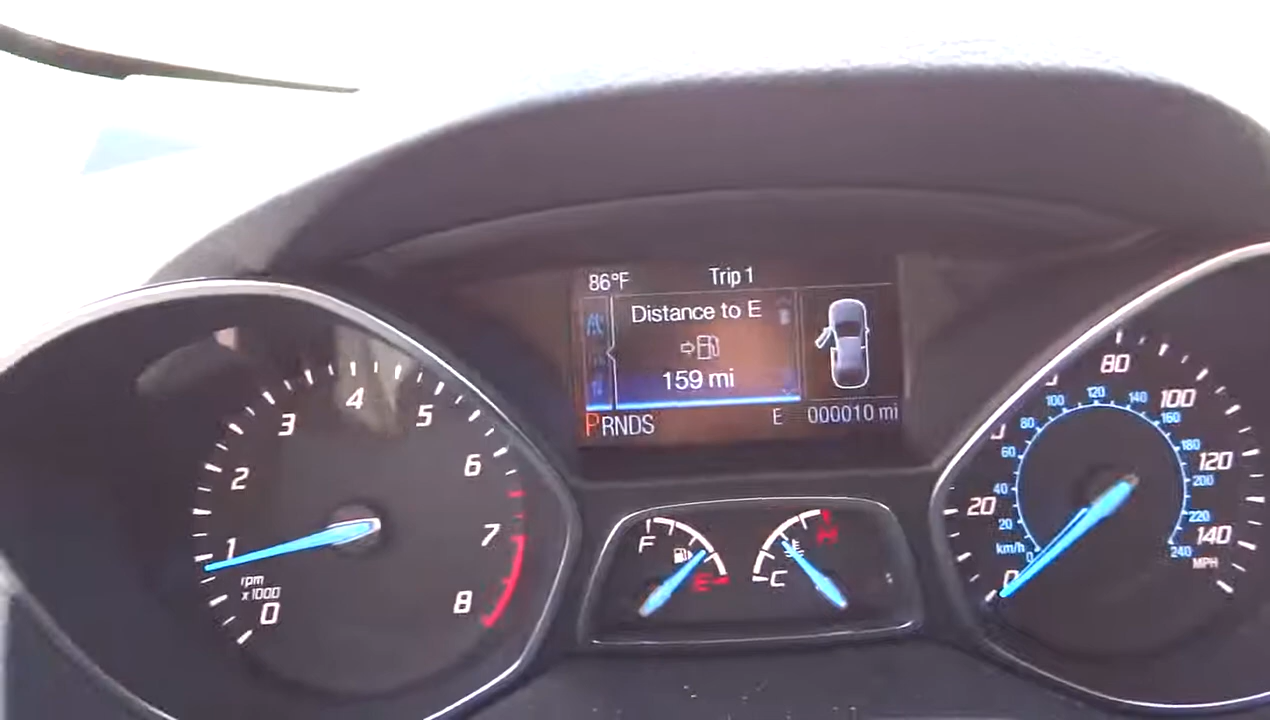 86°F Trip 1
Distance to E
159 mi
PRNDS E 000010 mi
0 1 2 3 4 5 6 7 8
rpm
x1000
F E
C H
0 20 80 100 120 140
MPH
0 20 40 60 80 100 120 140 160 180 200 220 240
km/h